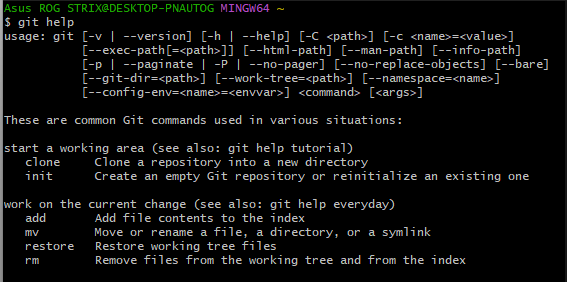 Asus ROG STRIX@DESKTOP-PNAUTOG MINGW64 ~
$ git help
usage: git [-v | --version] [-h | --help] [-C <path>] [-c <name>=<value>]
           [--exec-path[=<path>]] [--html-path] [--man-path] [--info-path]
           [-p | --paginate | -P | --no-pager] [--no-replace-objects] [--bare]
           [--git-dir=<path>] [--work-tree=<path>] [--namespace=<name>]
           [--config-env=<name>=<envvar>] <command> [<args>]

These are common Git commands used in various situations:

start a working area (see also: git help tutorial)
   clone     Clone a repository into a new directory
   init      Create an empty Git repository or reinitialize an existing one

work on the current change (see also: git help everyday)
   add       Add file contents to the index
   mv        Move or rename a file, a directory, or a symlink
   restore   Restore working tree files
   rm        Remove files from the working tree and from the index